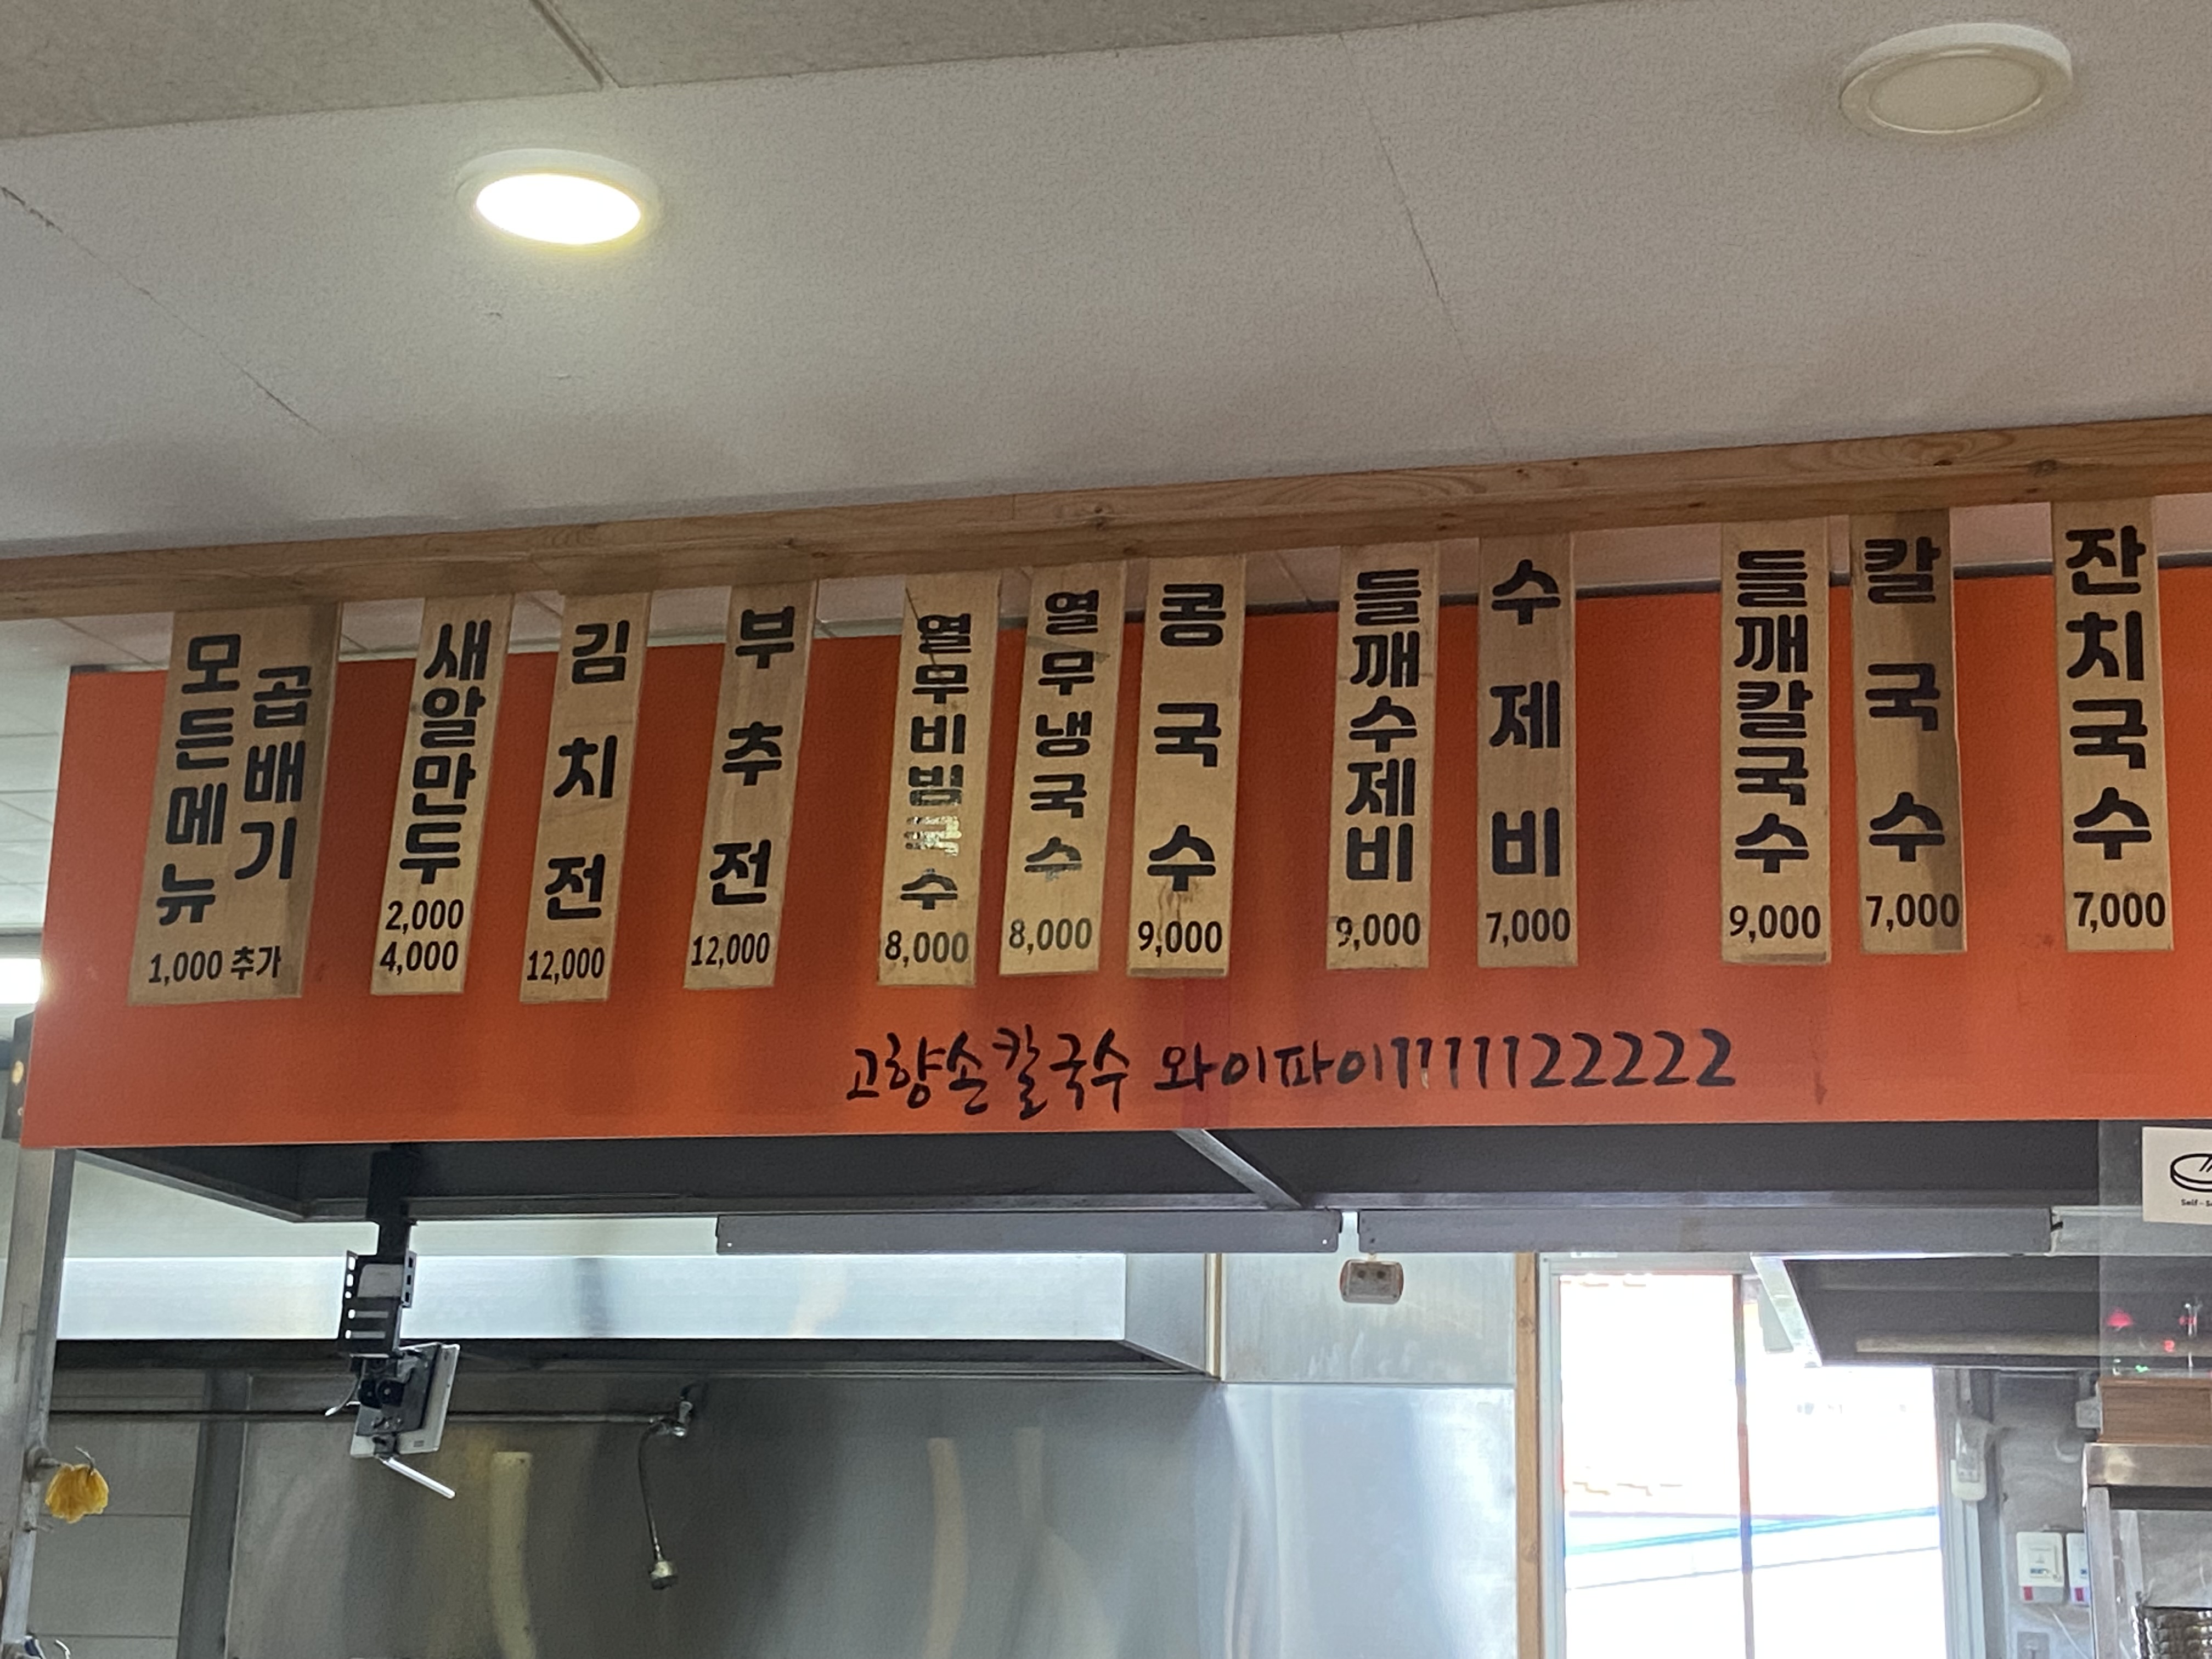 모든메뉴
곱배기
1,000 추가
새알만두
2,000
4,000
김치전
12,000
부추전
12,000
열무비빔국수
8,000
열무냉국수
8,000
콩국수
9,000
들깨수제비
9,000
수제비
7,000
들깨칼국수
9,000
칼국수
7,000
잔치국수
7,000
고향손칼국수 와이파이1111122222